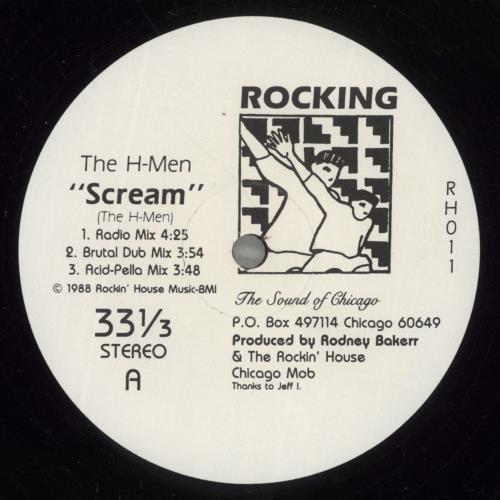 ROCKING
The H-Men
"Scream"
(The H-Men)
1. Radio Mix 4:25
2. Brutal Dub Mix 3:54
3. Acid-Pella Mix 3:48
© 1988 Rockin' House Music-BMI
33⅓
STEREO
A
The Sound of Chicago
P.O. Box 497114 Chicago 60649
Produced by Rodney Bakerr
& The Rockin' House
Chicago Mob
Thanks to Jeff I.
RH011